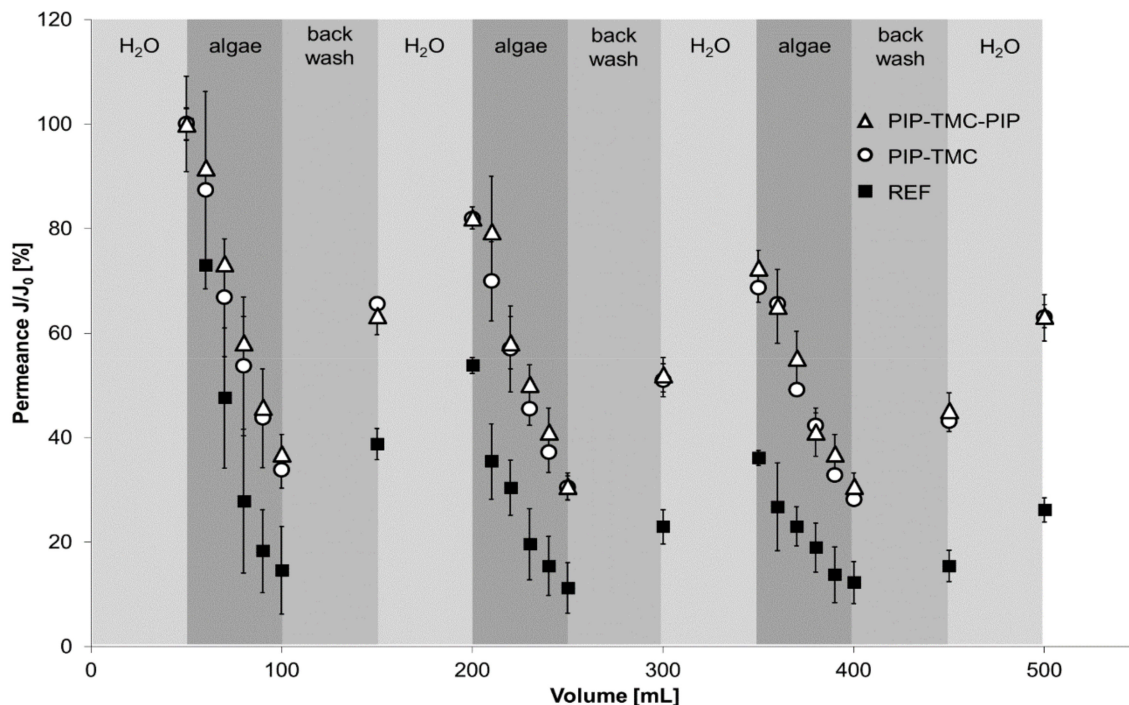 120
100
80
60
40
20
0
Permeance J/J₀ [%]
H₂O
algae
back
wash
H₂O
algae
back
wash
H₂O
algae
back
wash
H₂O
PIP-TMC-PIP
PIP-TMC
REF
0
100
200
300
400
500
Volume [mL]